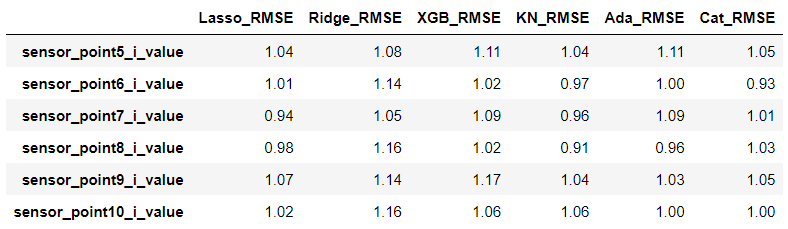 Lasso_RMSE Ridge_RMSE XGB_RMSE KN_RMSE Ada_RMSE Cat_RMSE
sensor_point5_i_value 1.04 1.08 1.11 1.04 1.11 1.05
sensor_point6_i_value 1.01 1.14 1.02 0.97 1.00 0.93
sensor_point7_i_value 0.94 1.05 1.09 0.96 1.09 1.01
sensor_point8_i_value 0.98 1.16 1.02 0.91 0.96 1.03
sensor_point9_i_value 1.07 1.14 1.17 1.04 1.03 1.05
sensor_point10_i_value 1.02 1.16 1.06 1.06 1.00 1.00